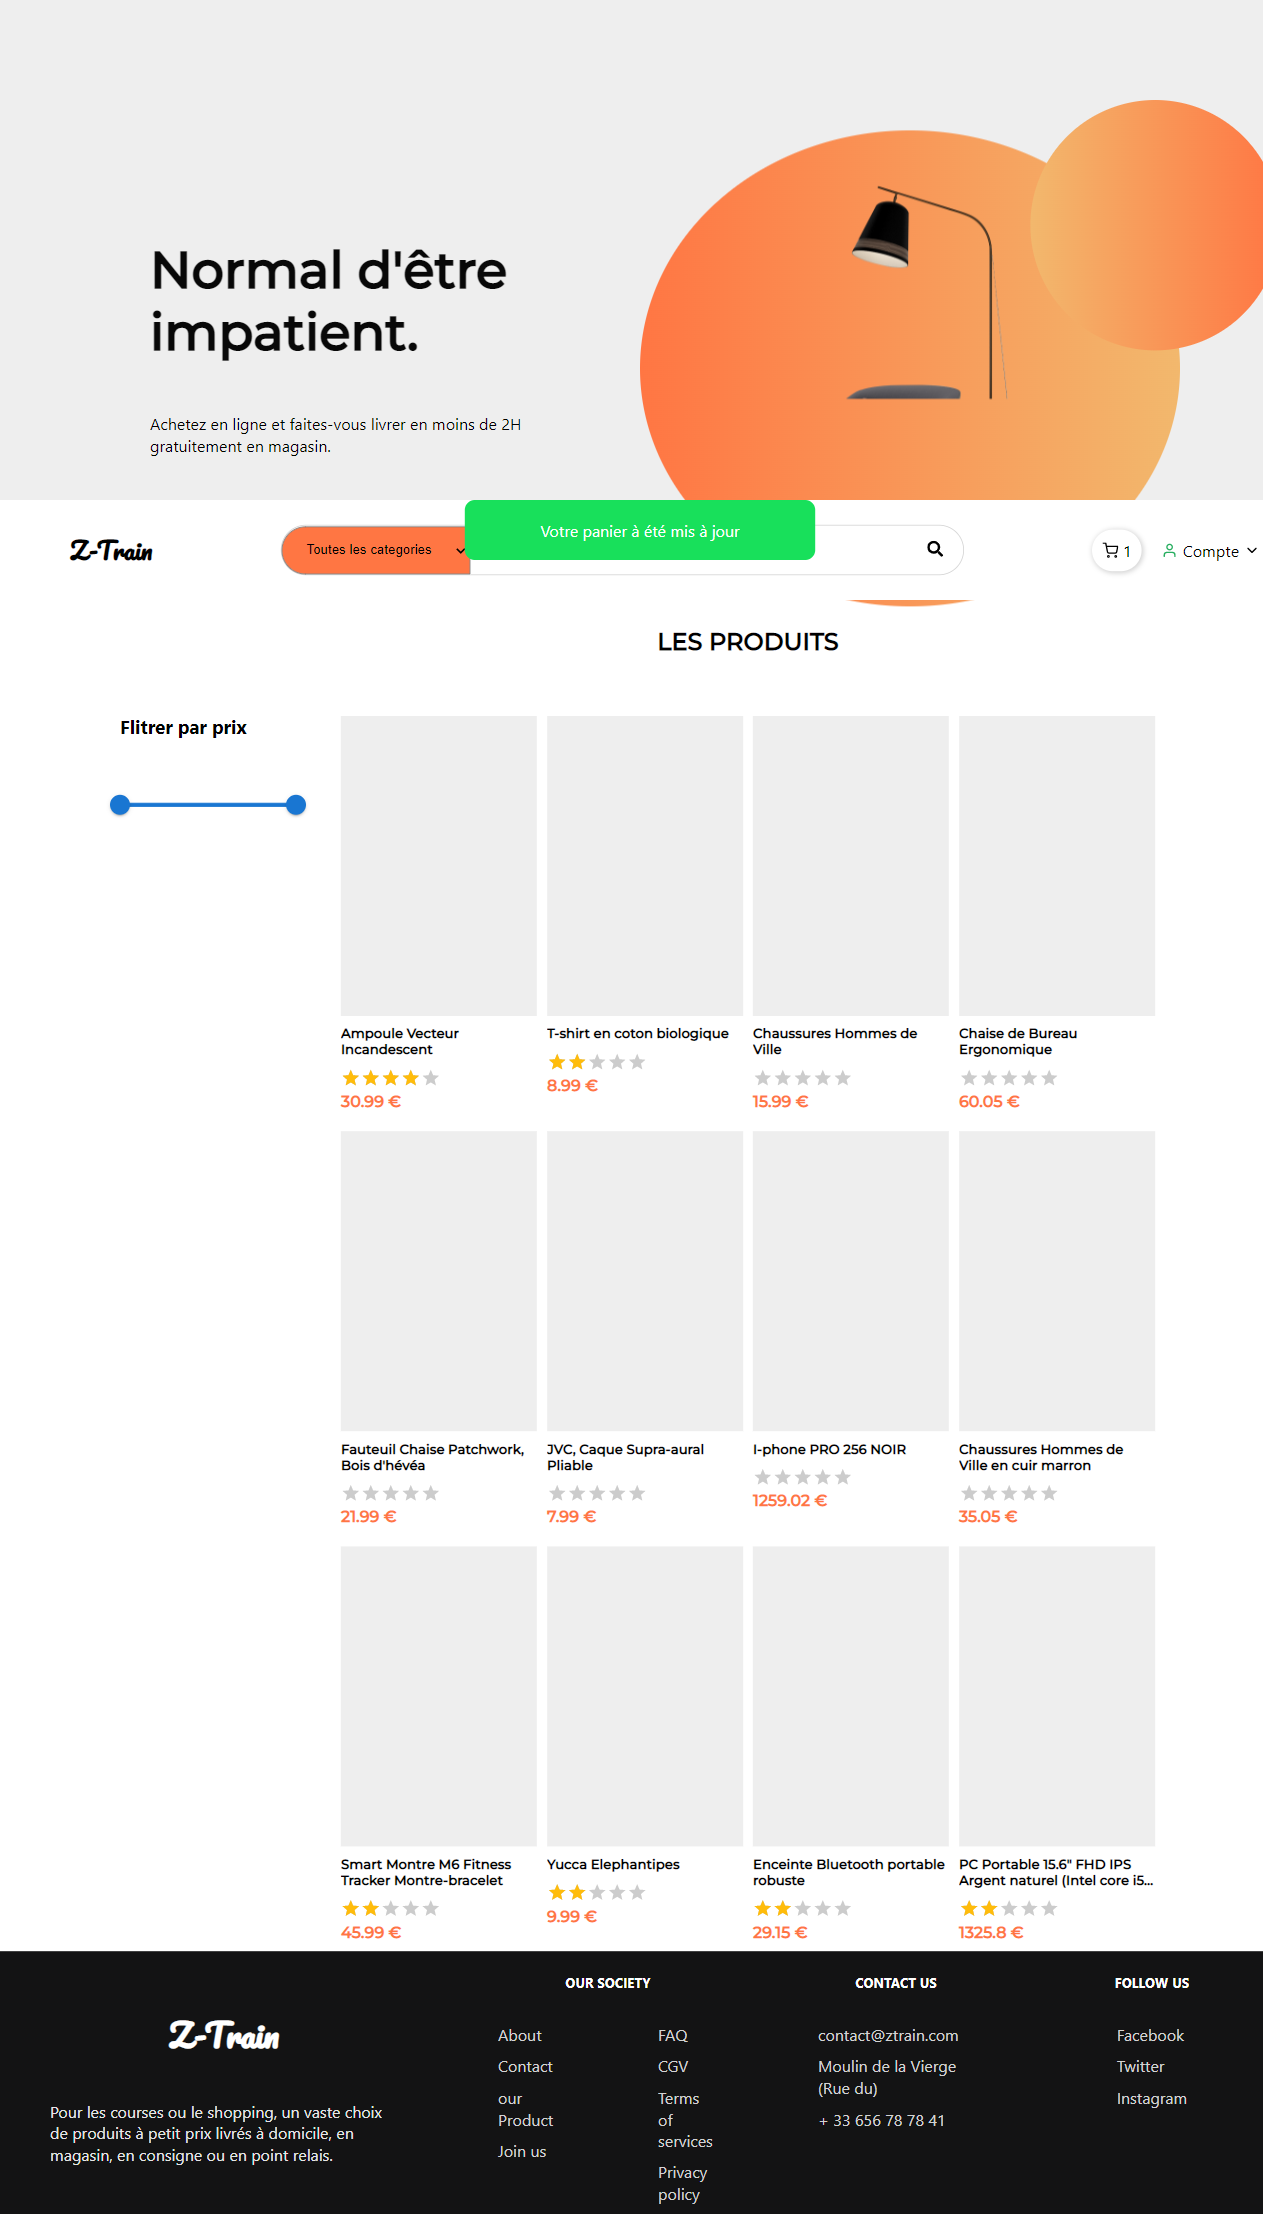 Normal d'être
impatient.
Achetez en ligne et faites-vous livrer en moins de 2H
gratuitement en magasin.
Z-Train
Toutes les categories
Votre panier à été mis à jour
1
Compte
LES PRODUITS
Flitrer par prix
Ampoule Vecteur
Incandescent
30.99 €
T-shirt en coton biologique
8.99 €
Chaussures Hommes de
Ville
15.99 €
Chaise de Bureau
Ergonomique
60.05 €
Fauteuil Chaise Patchwork,
Bois d'hévéa
21.99 €
JVC, Caque Supra-aural
Pliable
7.99 €
I-phone PRO 256 NOIR
1259.02 €
Chaussures Hommes de
Ville en cuir marron
35.05 €
Smart Montre M6 Fitness
Tracker Montre-bracelet
45.99 €
Yucca Elephantipes
9.99 €
Enceinte Bluetooth portable
robuste
29.15 €
PC Portable 15.6" FHD IPS
Argent naturel (Intel core i5...
1325.8 €
Z-Train
Pour les courses ou le shopping, un vaste choix
de produits à petit prix livrés à domicile, en
magasin, en consigne ou en point relais.
OUR SOCIETY
About
Contact
our
Product
Join us
FAQ
CGV
Terms
of
services
Privacy
policy
CONTACT US
contact@ztrain.com
Moulin de la Vierge
(Rue du)
+ 33 656 78 78 41
FOLLOW US
Facebook
Twitter
Instagram